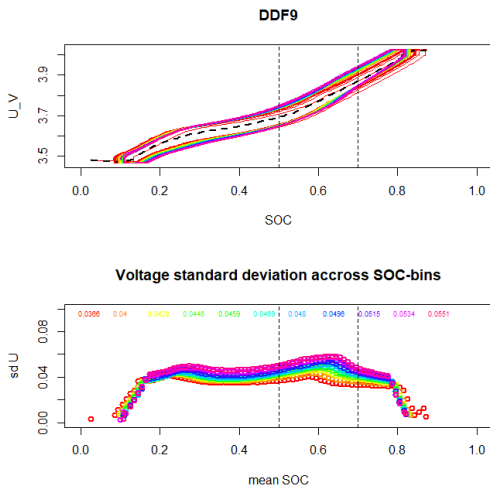 DDF9
3.9
3.7
3.5
U_V
0.0 0.2 0.4 0.6 0.8 1.0
SOC
Voltage standard deviation accross SOC-bins
0.0366 0.04 0.0429 0.0446 0.0459 0.0469 0.048 0.0496 0.0515 0.0534 0.0551
0.08
0.04
0.00
sd U
0.0 0.2 0.4 0.6 0.8 1.0
mean SOC